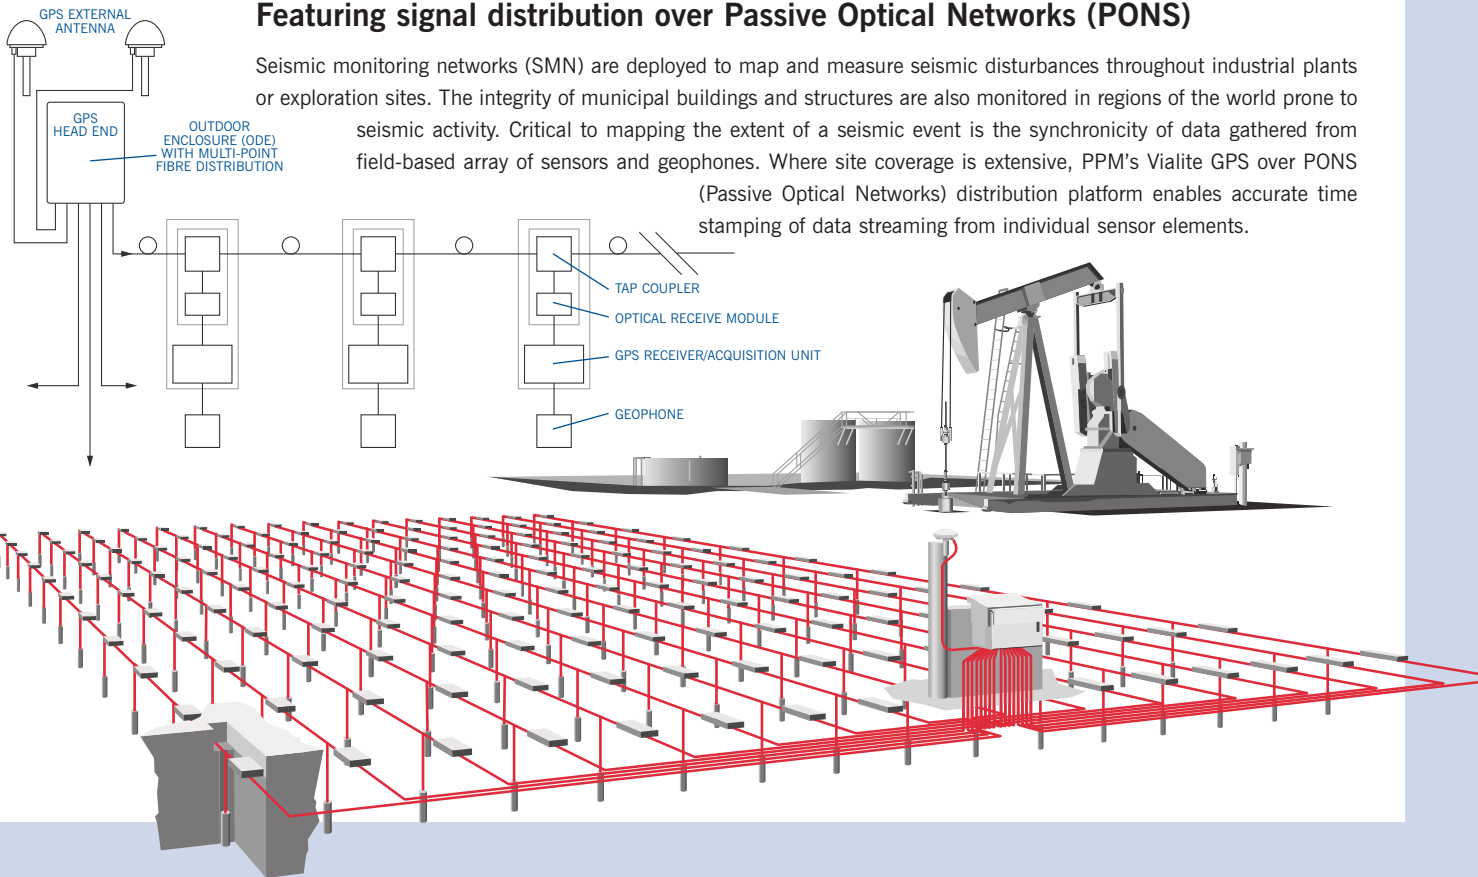 Featuring signal distribution over Passive Optical Networks (PONS)
Seismic monitoring networks (SMN) are deployed to map and measure seismic disturbances throughout industrial plants
or exploration sites. The integrity of municipal buildings and structures are also monitored in regions of the world prone to
seismic activity. Critical to mapping the extent of a seismic event is the synchronicity of data gathered from
field-based array of sensors and geophones. Where site coverage is extensive, PPM's Vialite GPS over PONS
(Passive Optical Networks) distribution platform enables accurate time
stamping of data streaming from individual sensor elements.
GPS EXTERNAL
ANTENNA
GPS
HEAD END
OUTDOOR
ENCLOSURE (ODE)
WITH MULTI-POINT
FIBRE DISTRIBUTION
TAP COUPLER
OPTICAL RECEIVE MODULE
GPS RECEIVER/ACQUISITION UNIT
GEOPHONE